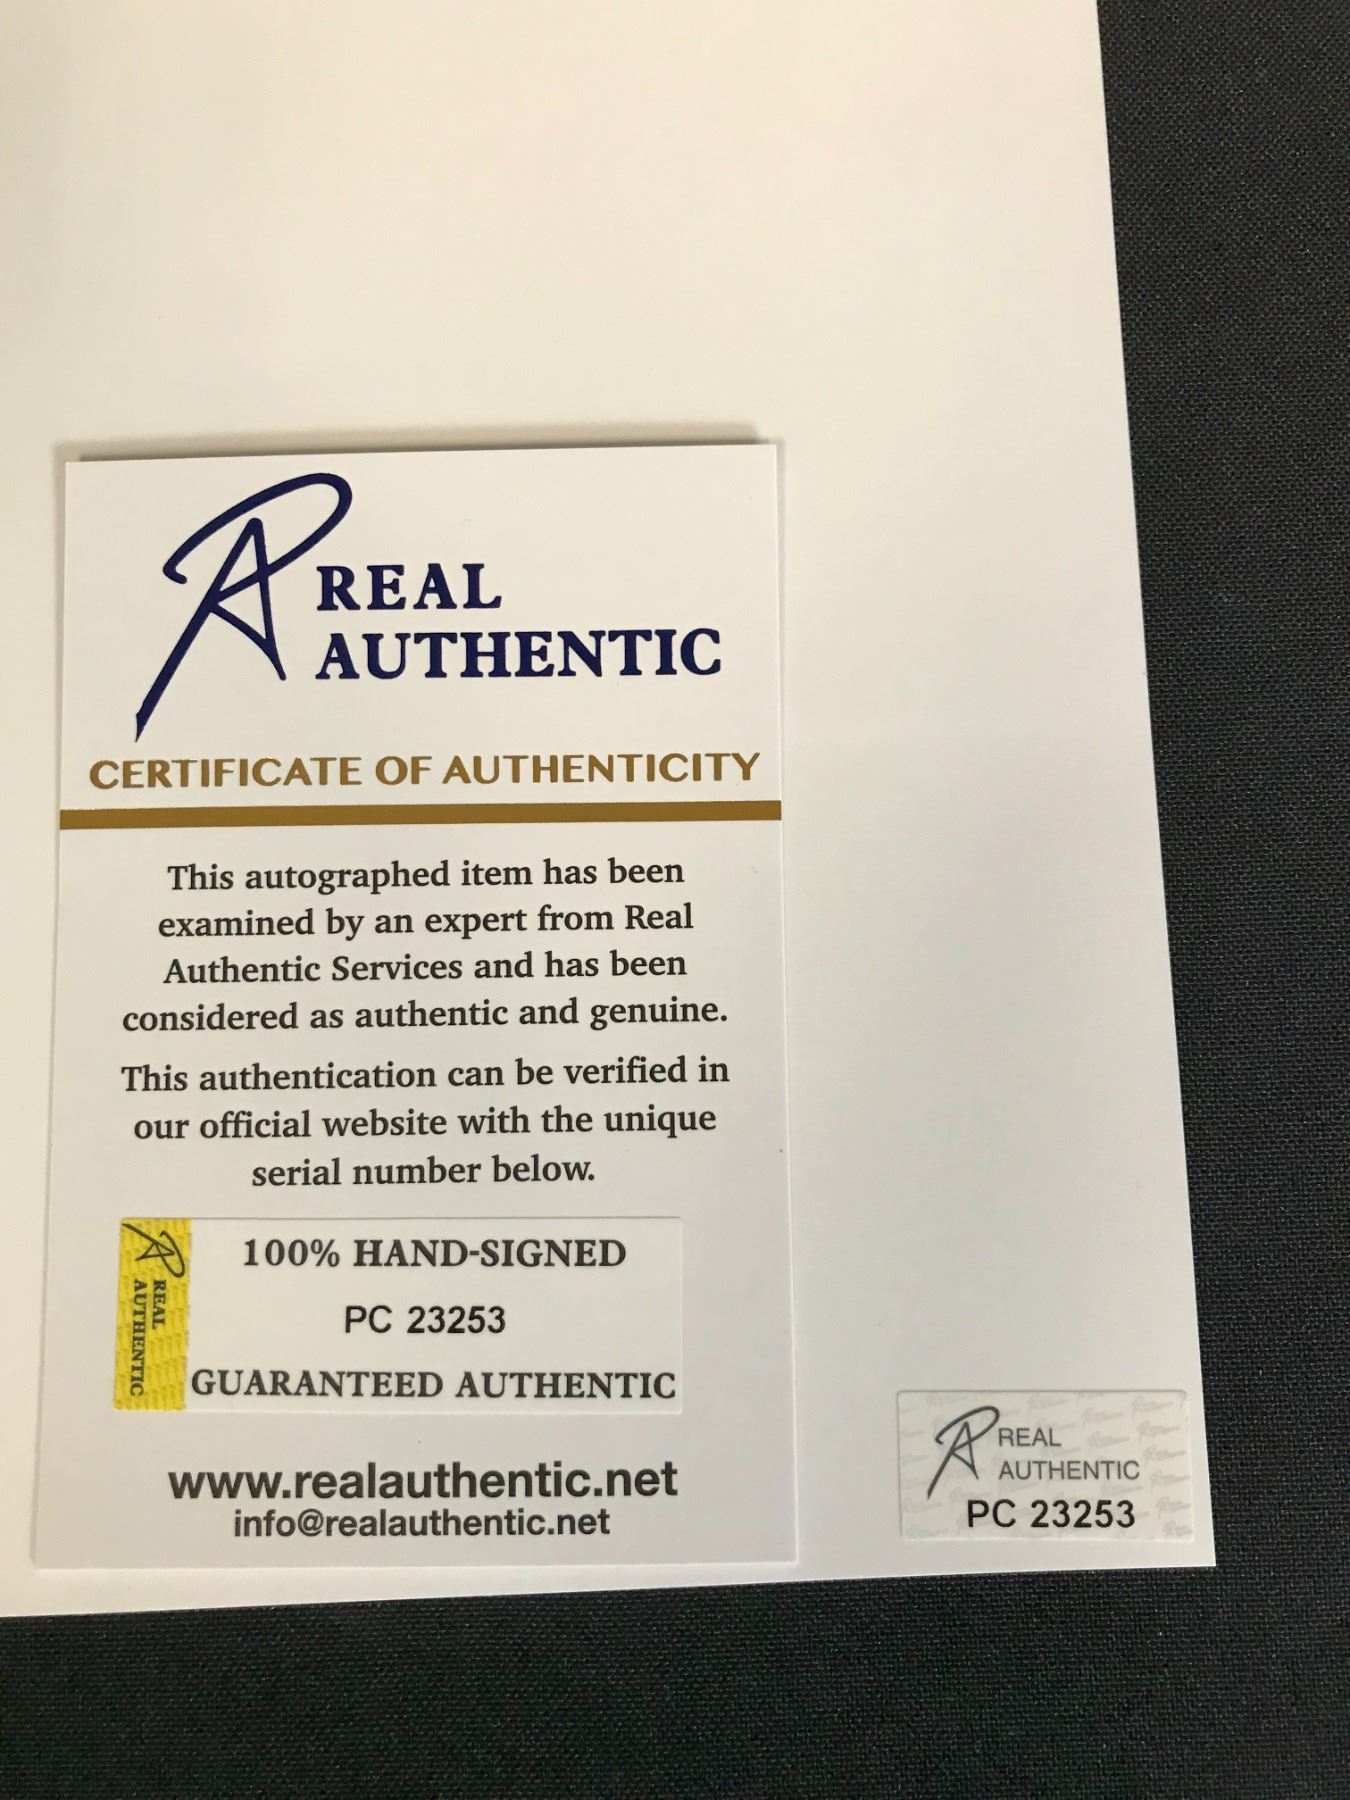 REAL
AUTHENTIC
CERTIFICATE OF AUTHENTICITY
This autographed item has been
examined by an expert from Real
Authentic Services and has been
considered as authentic and genuine.
This authentication can be verified in
our official website with the unique
serial number below.
REAL
AUTHENTIC
100% HAND-SIGNED
PC 23253
GUARANTEED AUTHENTIC
www.realauthentic.net
info@realauthentic.net
REAL
AUTHENTIC
PC 23253